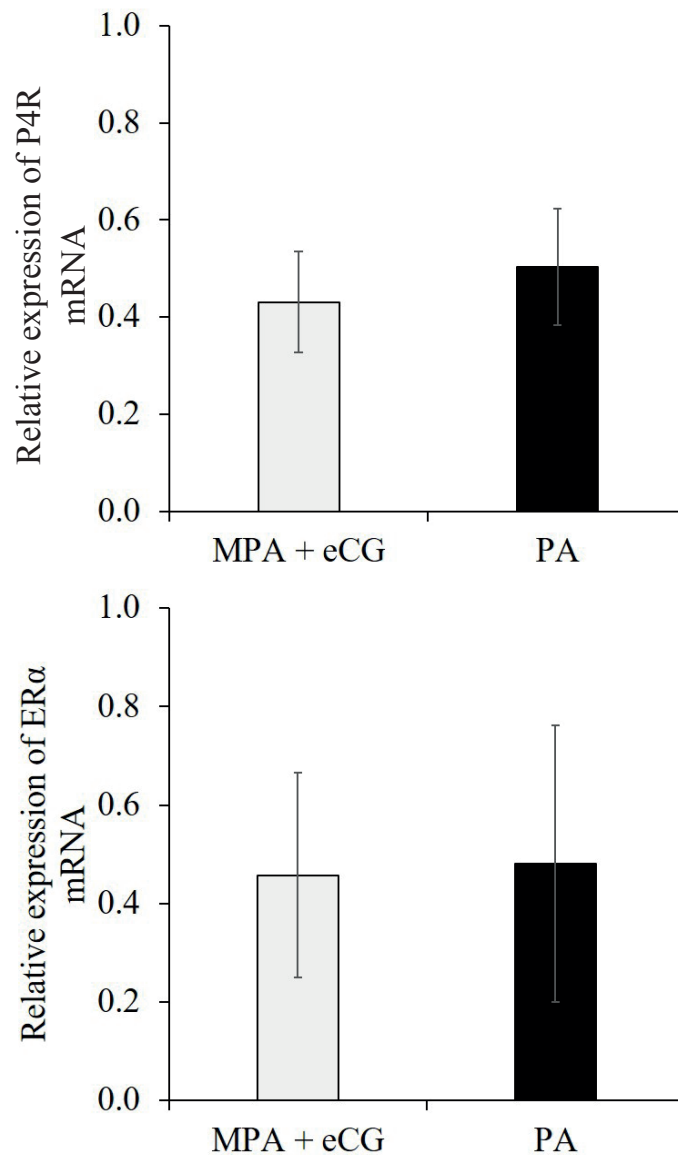 Relative expression of P4R
mRNA
1.0
0.8
0.6
0.4
0.2
0.0
MPA + eCG PA
Relative expression of ERα
mRNA
1.0
0.8
0.6
0.4
0.2
0.0
MPA + eCG PA